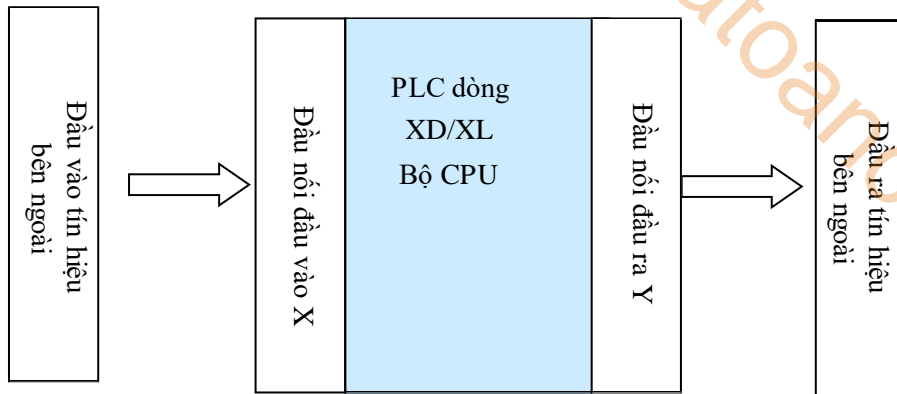 Đầu vào tín hiệu
bên ngoài
Đầu nối đầu vào X
PLC dòng
XD/XL
Bộ CPU
Đầu nối đầu ra Y
Đầu ra tín hiệu
bên ngoài